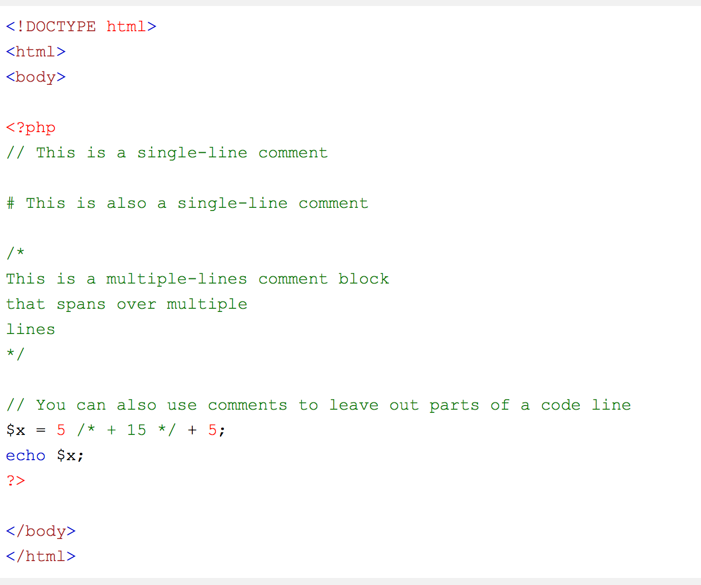 <!DOCTYPE html>
<html>
<body>
<?php
// This is a single-line comment
# This is also a single-line comment
/*
This is a multiple-lines comment block
that spans over multiple
lines
*/
// You can also use comments to leave out parts of a code line
$x = 5 /* + 15 */ + 5;
echo $x;
?>
</body>
</html>